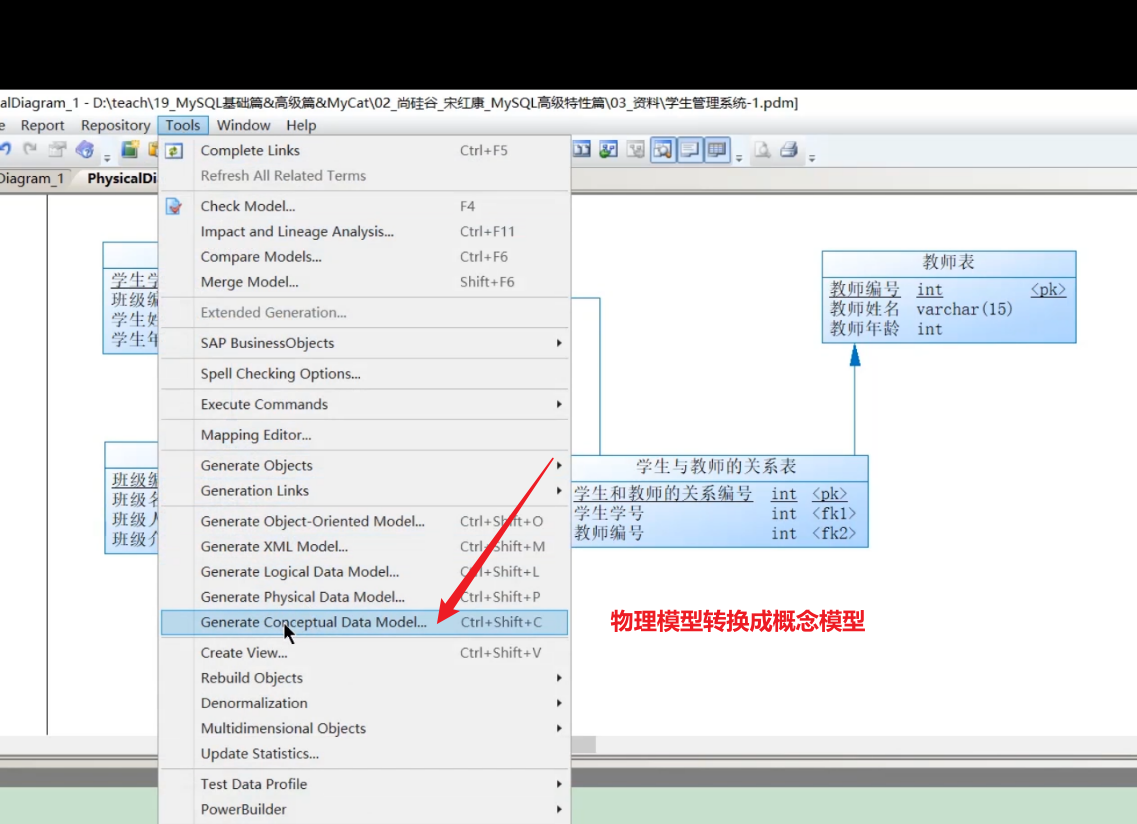 alDiagram_1 - D:\teach\19_MySQL基础篇&高级篇&MyCat\02_尚硅谷_宋红康_MySQL高级特性篇\03_资料\学生管理系统-1.pdm]
e Report Repository Tools Window Help
Diagram_1 PhysicalDi
Complete Links Ctrl+F5
Refresh All Related Terms
Check Model... F4
Impact and Lineage Analysis... Ctrl+F11
Compare Models... Ctrl+F6
Merge Model... Shift+F6
Extended Generation...
SAP BusinessObjects
Spell Checking Options...
Execute Commands
Mapping Editor...
Generate Objects
Generation Links
Generate Object-Oriented Model... Ctrl+Shift+O
Generate XML Model... Ctrl+Shift+M
Generate Logical Data Model... Ctrl+Shift+L
Generate Physical Data Model... Ctrl+Shift+P
Generate Conceptual Data Model... Ctrl+Shift+C
Create View... Ctrl+Shift+V
Rebuild Objects
Denormalization
Multidimensional Objects
Update Statistics...
Test Data Profile
PowerBuilder
学生学
班级编
学生姓
学生年
班级编
班级名
班级人
班级介
教师表
教师编号 int <pk>
教师姓名 varchar(15)
教师年龄 int
学生与教师的关系表
学生和教师的关系编号 int <pk>
学生学号 int <fk1>
教师编号 int <fk2>
物理模型转换成概念模型